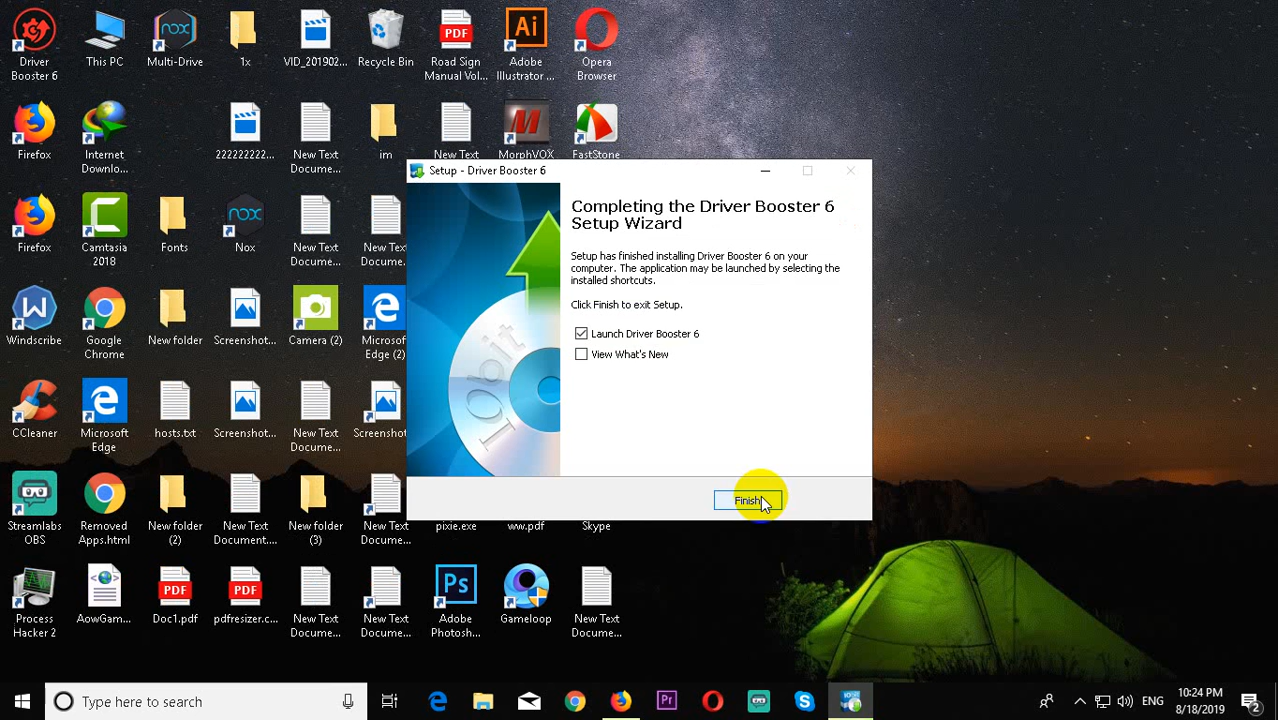 Driver
Booster 6
This PC
Multi-Drive
1x
VID_201902...
Recycle Bin
PDF
Road Sign
Manual Vol...
Ai
Adobe
Illustrator ...
Opera
Browser
nox
Firefox
Internet
Downlo...
222222222...
New Text
Docume...
im
New Text
MorphVOX
FastStone
Firefox
Camtasia
2018
Fonts
nox
Nox
New Text
Docume...
New Text
Docume.
Windscribe
Google
Chrome
New folder
Screenshot...
Camera (2)
Microsof
Edge (2)
CCleaner
Microsoft
Edge
hosts.txt
Screenshot...
New Text
Docume...
Screenshot.
Streamlabs
OBS
Removed
Apps.html
New folder
(2)
New Text
Document....
New folder
(3)
New Text
Docume...
pixie.exe
ww.pdf
Skype
Process
Hacker 2
AowGam...
PDF
Doc1.pdf
PDF
pdfresizer.c...
New Text
Docume...
New Text
Docume...
Ps
Adobe
Photosh...
Gameloop
New Text
Docume...
Setup - Driver Booster 6
Completing the Driver Booster 6
Setup Wizard
Setup has finished installing Driver Booster 6 on your
computer. The application may be launched by selecting the
installed shortcuts.
Click Finish to exit Setup.
Launch Driver Booster 6
View What's New
IObit
Finish
Type here to search
Pr
ENG
10:24 PM
8/18/2019
2